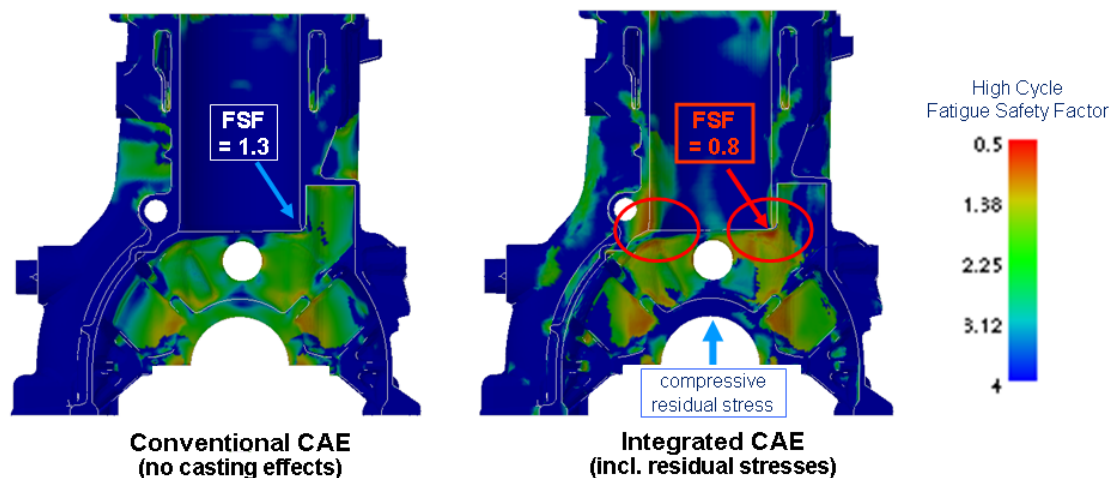 FSF
= 1.3
FSF
= 0.8
High Cycle
Fatigue Safety Factor
0.5
1.38
2.25
3.12
4
compressive
residual stress
Conventional CAE
(no casting effects)
Integrated CAE
(incl. residual stresses)